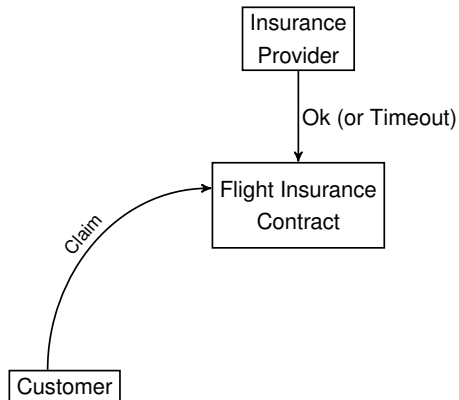 Insurance
Provider
Ok (or Timeout)
Flight Insurance
Contract
Claim
Customer